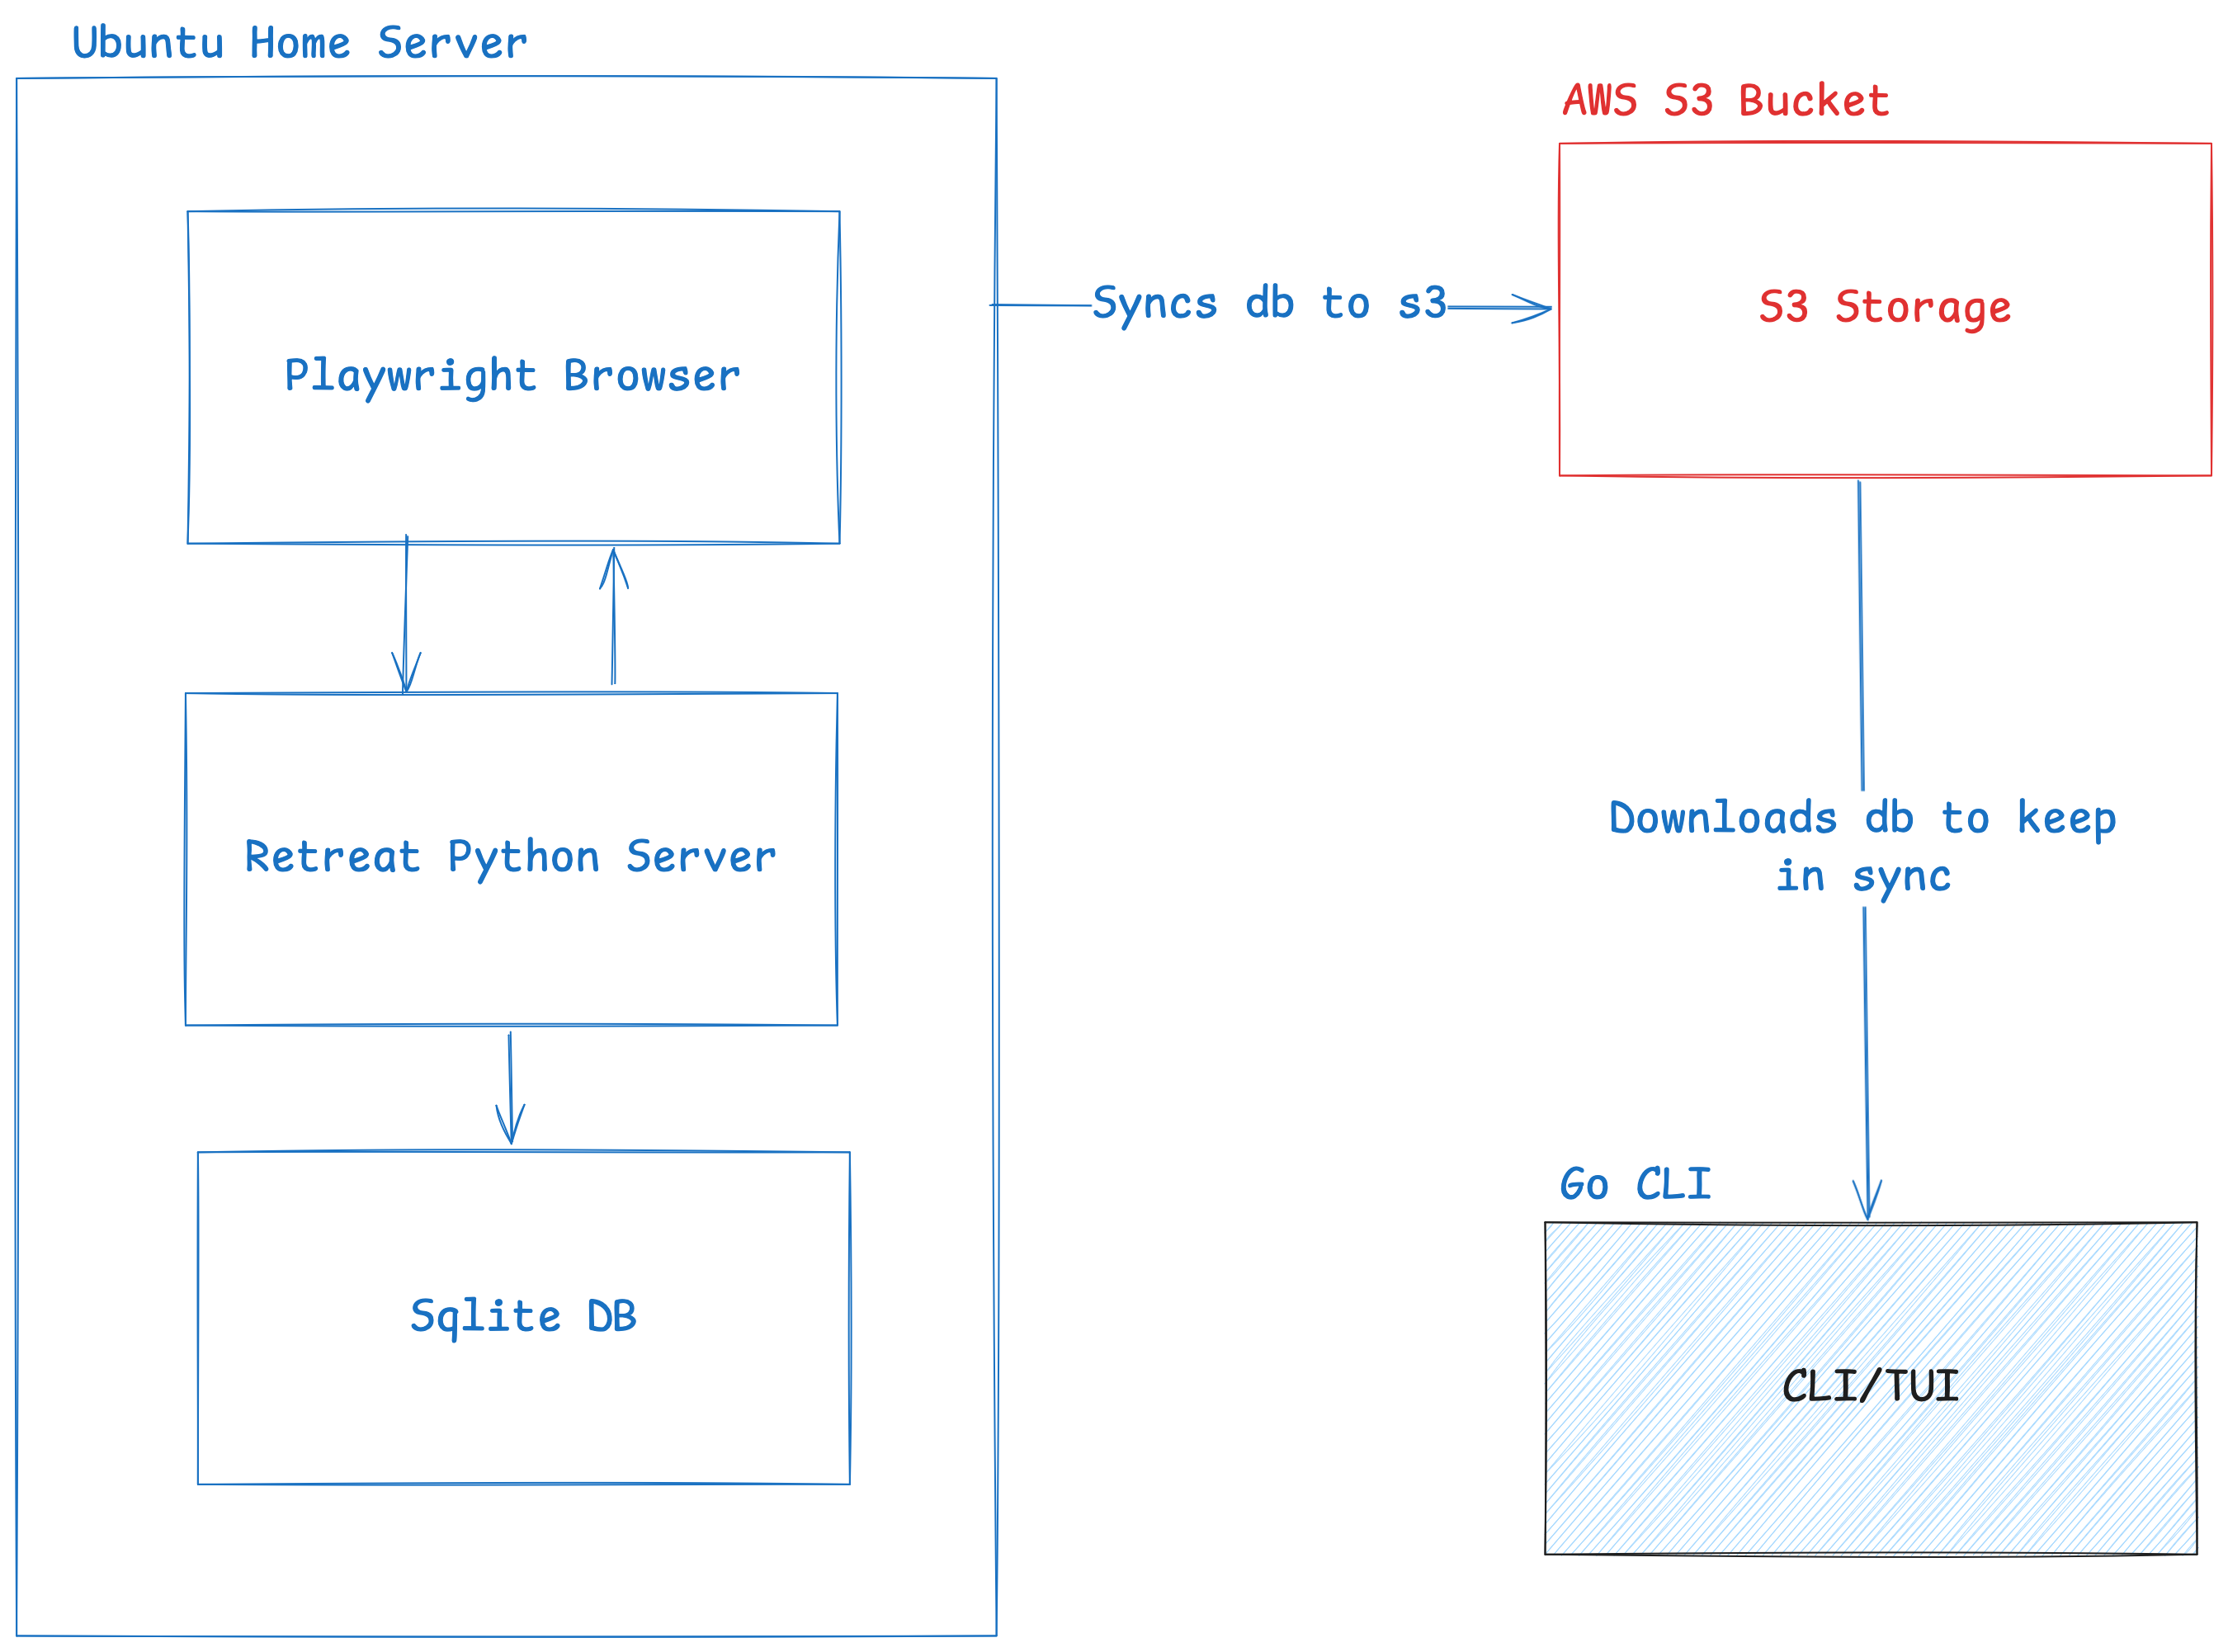 Ubuntu Home Server
AWS S3 Bucket
Syncs db to s3
S3 Storage
Playwright Browser
Downloads db to keep
in sync
Retreat Python Server
Go CLI
Sqlite DB
CLI/TUI